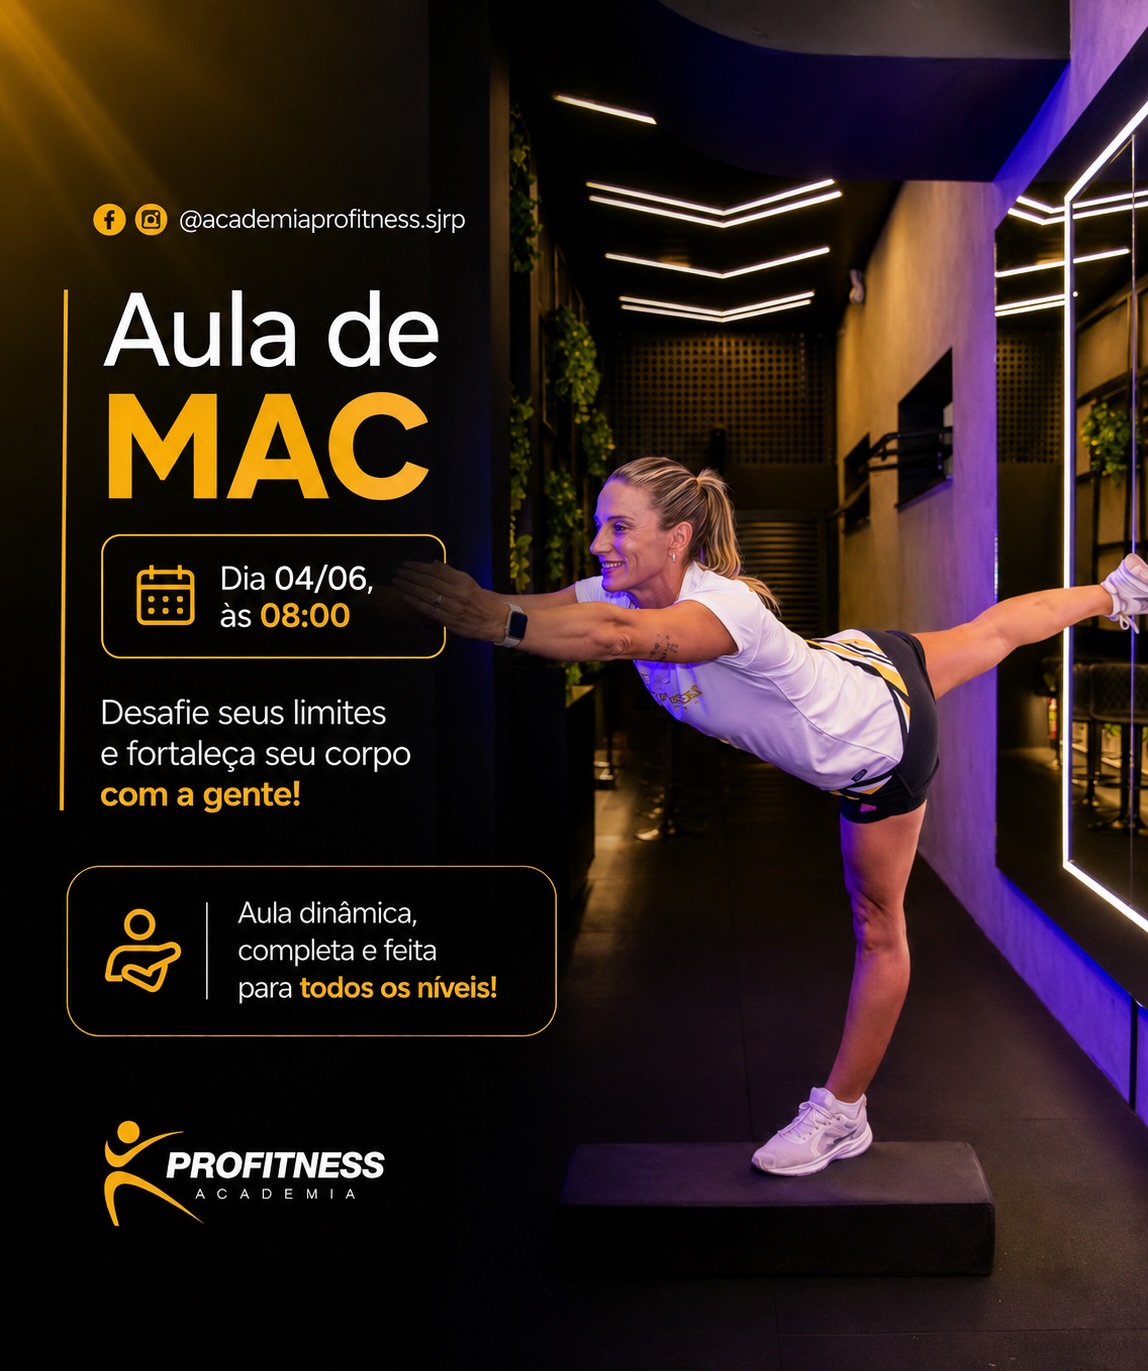 @academiaprofitness.sjrp
Aula de
MAC
Dia 04/06,
às 08:00
Desafie seus limites
e fortaleça seu corpo
com a gente!
Aula dinâmica,
completa e feita
para todos os níveis!
PROFITNESS
ACADEMIA